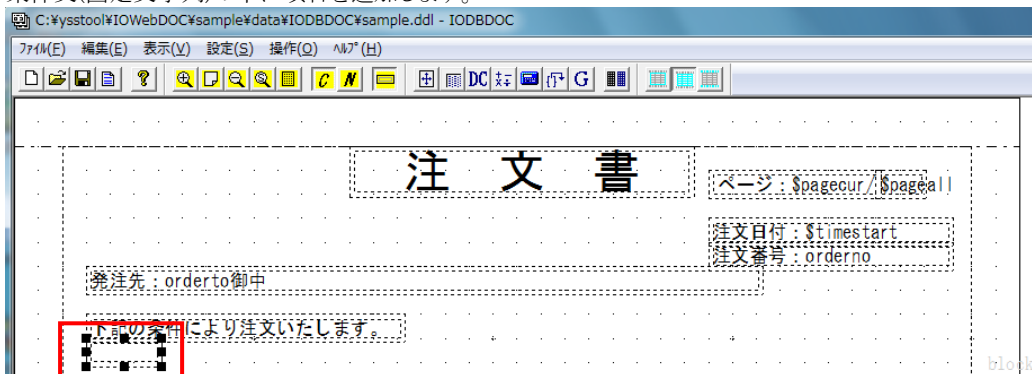 C:¥ysstool¥IOWebDOC¥sample¥data¥IODBDOC¥sample.ddl - IODBDOC
ﾌｧｲﾙ(F) 編集(E) 表示(V) 設定(S) 操作(O) ﾍﾙﾌﾟ(H)
C N DC G
注 文 書
ページ：$pagecur/$pageall
注文日付：$timestart
注文番号：orderno
発注先：orderto御中
下記の条件により注文いたします。
block